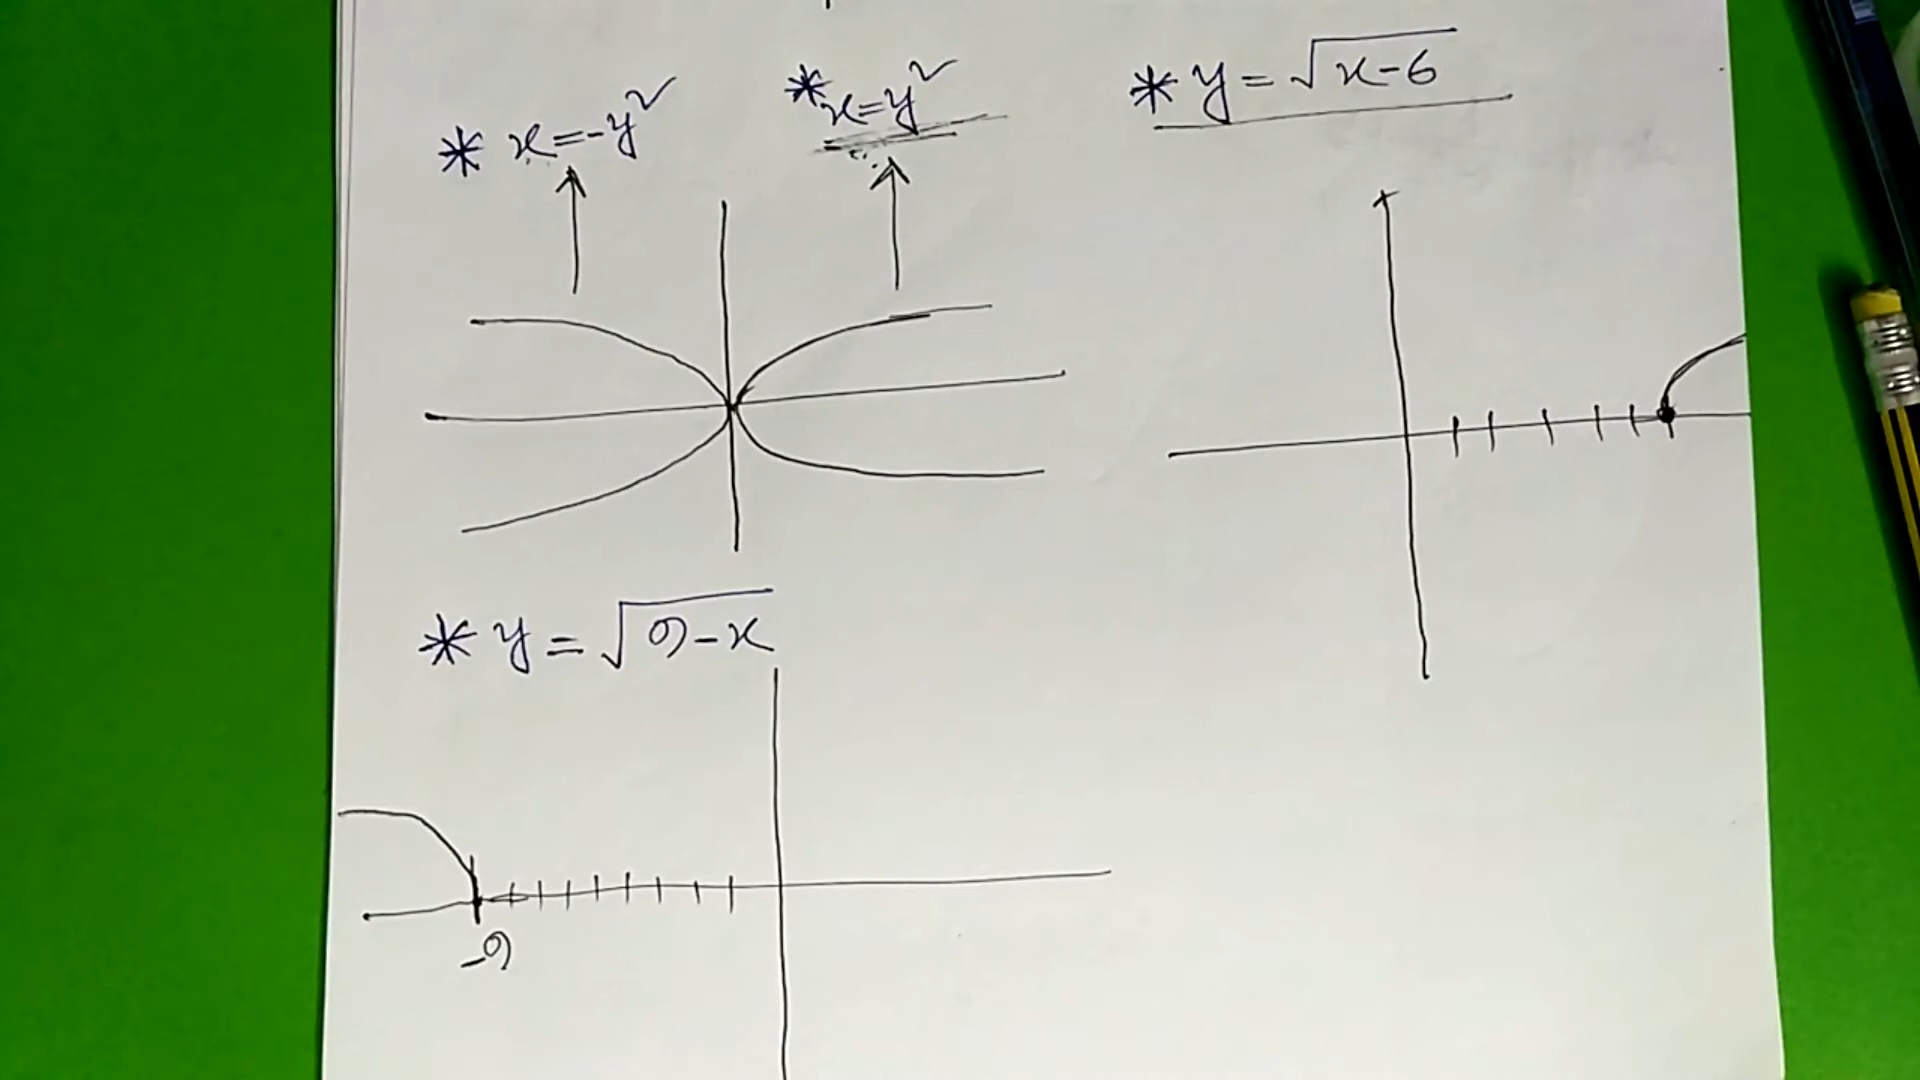 * x=-y²
* x=y²
* y=√x-6
* y=√9-x
-9